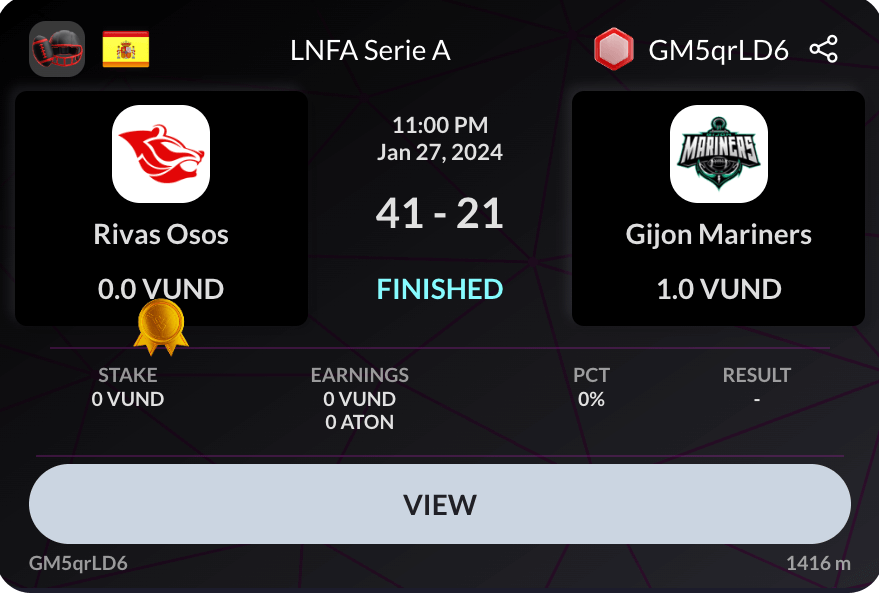 LNFA Serie A
GM5qrLD6
11:00 PM
Jan 27, 2024
41 - 21
FINISHED
Rivas Osos
0.0 VUND
MARINERS
Gijon Mariners
1.0 VUND
STAKE
0 VUND
EARNINGS
0 VUND
0 ATON
PCT
0%
RESULT
-
VIEW
GM5qrLD6
1416 m